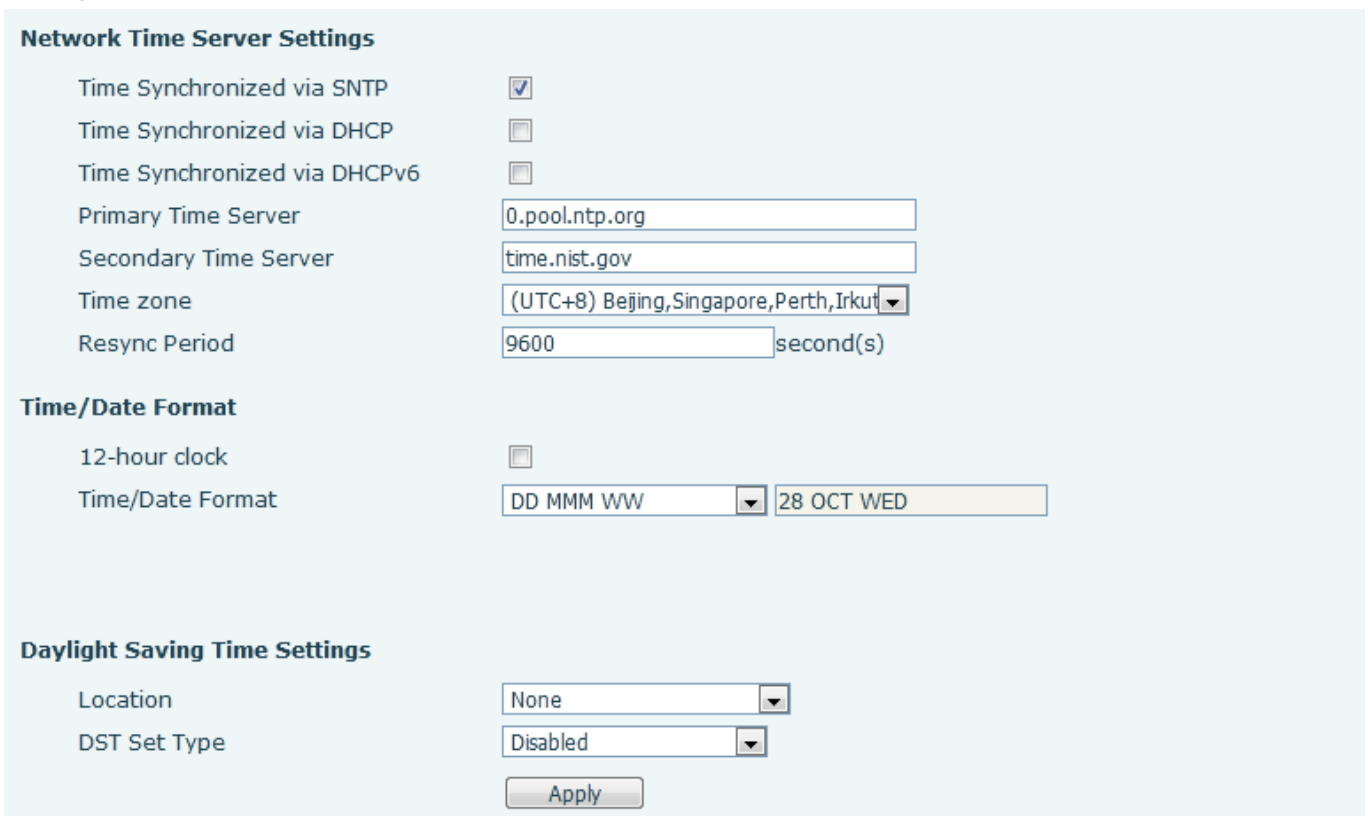 Network Time Server Settings
Time Synchronized via SNTP
Time Synchronized via DHCP
Time Synchronized via DHCPv6
Primary Time Server 0.pool.ntp.org
Secondary Time Server time.nist.gov
Time zone (UTC+8) Beijing,Singapore,Perth,Irkut
Resync Period 9600 second(s)
Time/Date Format
12-hour clock
Time/Date Format DD MMM WW 28 OCT WED
Daylight Saving Time Settings
Location None
DST Set Type Disabled
Apply